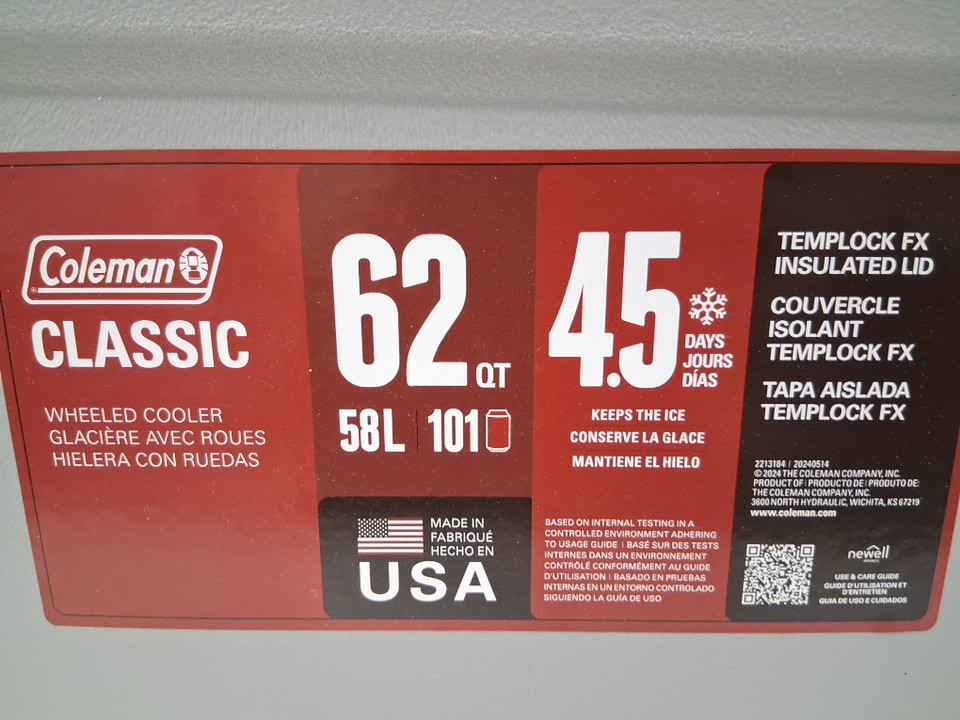 Coleman
CLASSIC
WHEELED COOLER
GLACIÈRE AVEC ROUES
HIELERA CON RUEDAS
62 QT
58L | 101
MADE IN
FABRIQUÉ
HECHO EN
USA
4.5 DAYS
JOURS
DÍAS
KEEPS THE ICE
CONSERVE LA GLACE
MANTIENE EL HIELO
BASED ON INTERNAL TESTING IN A
CONTROLLED ENVIRONMENT ADHERING
TO USAGE GUIDE | BASÉ SUR DES TESTS
INTERNES DANS UN ENVIRONNEMENT
CONTRÔLÉ CONFORMÉMENT AU GUIDE
D'UTILISATION | BASADO EN PRUEBAS
INTERNAS EN UN ENTORNO CONTROLADO
SIGUIENDO LA GUÍA DE USO
TEMPLOCK FX
INSULATED LID
COUVERCLE
ISOLANT
TEMPLOCK FX
TAPA AISLADA
TEMPLOCK FX
2213184 | 20240514
© 2024 THE COLEMAN COMPANY, INC.
PRODUCT OF | PRODUCTO DE | PRODUTO DE:
THE COLEMAN COMPANY, INC.
3600 NORTH HYDRAULIC, WICHITA, KS 67219
www.coleman.com
newell
BRANDS
USE & CARE GUIDE
GUIDE D'UTILISATION ET
D'ENTRETIEN
GUIA DE USO E CUIDADOS